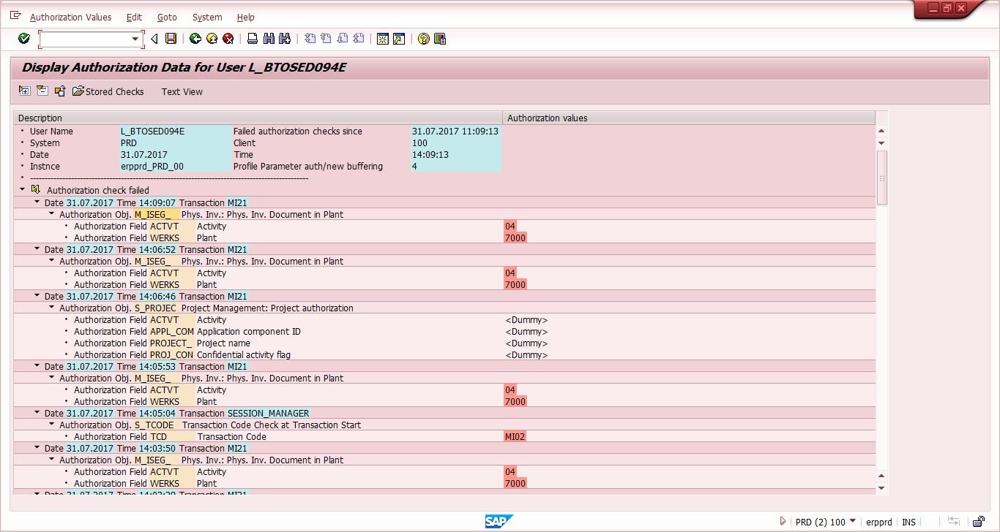 Authorization Values Edit Goto System Help
Display Authorization Data for User L_BTOSED094E
Stored Checks Text View
Description Authorization values
User Name L_BTOSED094E Failed authorization checks since 31.07.2017 11:09:13
System PRD Client 100
Date 31.07.2017 Time 14:09:13
Instnce erpprd_PRD_00 Profile Parameter auth/new buffering 4
Authorization check failed
Date 31.07.2017 Time 14:09:07 Transaction MI21
Authorization Obj. M_ISEG_ Phys. Inv.: Phys. Inv. Document in Plant
Authorization Field ACTVT Activity 04
Authorization Field WERKS Plant 7000
Date 31.07.2017 Time 14:06:52 Transaction MI21
Authorization Obj. M_ISEG_ Phys. Inv.: Phys. Inv. Document in Plant
Authorization Field ACTVT Activity 04
Authorization Field WERKS Plant 7000
Date 31.07.2017 Time 14:06:46 Transaction MI21
Authorization Obj. S_PROJEC Project Management: Project authorization
Authorization Field ACTVT Activity <Dummy>
Authorization Field APPL_COM Application component ID <Dummy>
Authorization Field PROJECT_ Project name <Dummy>
Authorization Field PROJ_CON Confidential activity flag <Dummy>
Date 31.07.2017 Time 14:05:53 Transaction MI21
Authorization Obj. M_ISEG_ Phys. Inv.: Phys. Inv. Document in Plant
Authorization Field ACTVT Activity 04
Authorization Field WERKS Plant 7000
Date 31.07.2017 Time 14:05:04 Transaction SESSION_MANAGER
Authorization Obj. S_TCODE Transaction Code Check at Transaction Start
Authorization Field TCD Transaction Code MI02
Date 31.07.2017 Time 14:03:50 Transaction MI21
Authorization Obj. M_ISEG_ Phys. Inv.: Phys. Inv. Document in Plant
Authorization Field ACTVT Activity 04
Authorization Field WERKS Plant 7000
Date 31.07.2017 Time Transaction MI21
SAP PRD (2) 100 erpprd INS